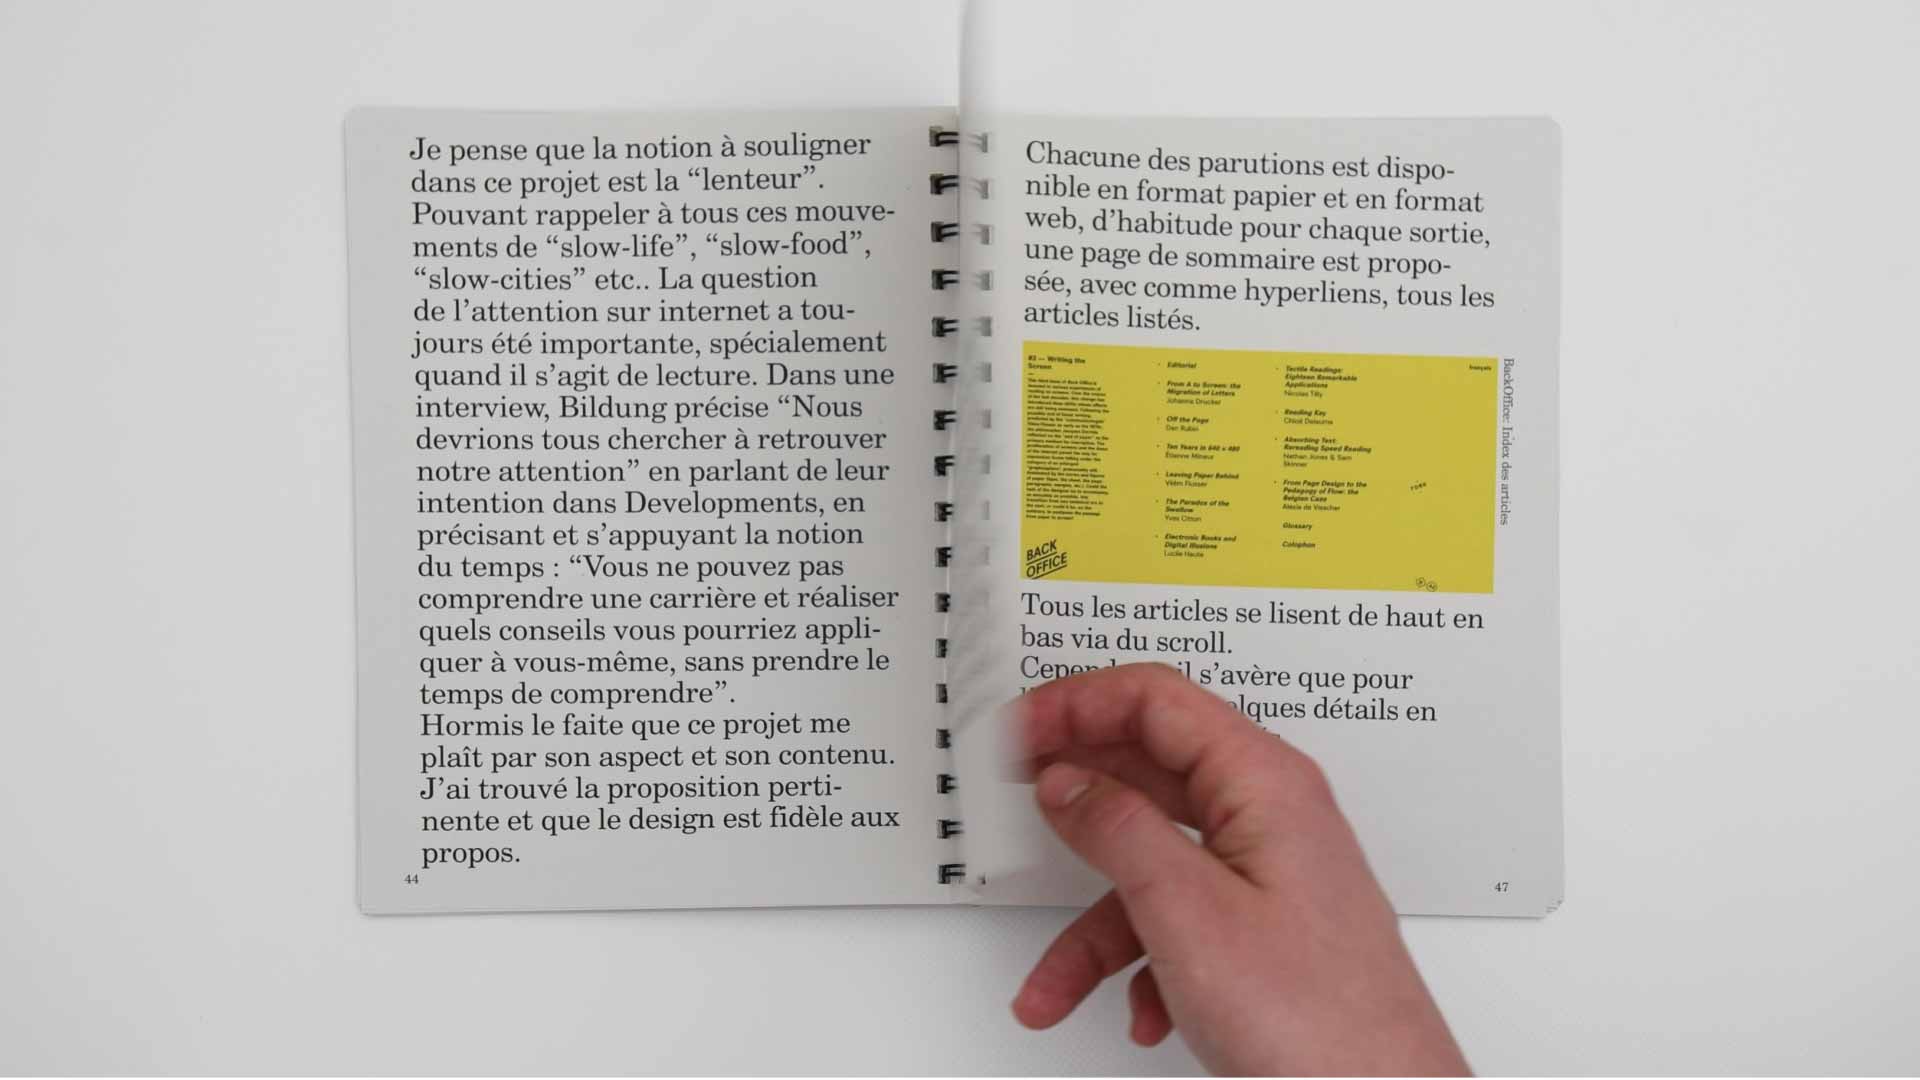 Je pense que la notion à souligner
dans ce projet est la “lenteur”.
Pouvant rappeler à tous ces mouve-
ments de “slow-life”, “slow-food”,
“slow-cities” etc.. La question
de l’attention sur internet a tou-
jours été importante, spécialement
quand il s’agit de lecture. Dans une
interview, Bildung précise “Nous
devrions tous chercher à retrouver
notre attention” en parlant de leur
intention dans Developments, en
précisant et s’appuyant la notion
du temps : “Vous ne pouvez pas
comprendre une carrière et réaliser
quels conseils vous pourriez appli-
quer à vous-même, sans prendre le
temps de comprendre”.
Hormis le faite que ce projet me
plaît par son aspect et son contenu.
J’ai trouvé la proposition perti-
nente et que le design est fidèle aux
propos.
44
Chacune des parutions est dispo-
nible en format papier et en format
web, d’habitude pour chaque sortie,
une page de sommaire est propo-
sée, avec comme hyperliens, tous les
articles listés.
#3 — Writing the
Screen
BACK
OFFICE
Editorial
From A to Screen: the
Migration of Letters
Johanna Drucker
Off the Page
Dan Rubin
Ten Years in 640 × 480
Étienne Mineur
Leaving Paper Behind
Vilém Flusser
The Paradox of the
Swallow
Yves Citton
Electronic Books and
Digital Illusions
Lucile Haute
Tactile Readings:
Eighteen Remarkable
Applications
Nicolas Tilly
Reading Key
Chloé Delaume
Absorbing Text:
Rereading Speed Reading
Nathan Jones & Sam
Skinner
From Page Design to the
Pedagogy of Flow: the
Belgian Case
Alexia de Visscher
Glossary
Colophon
français
BackOffice: Index des articles
Tous les articles se lisent de haut en
bas via du scroll.
il s’avère que pour
détails en
47